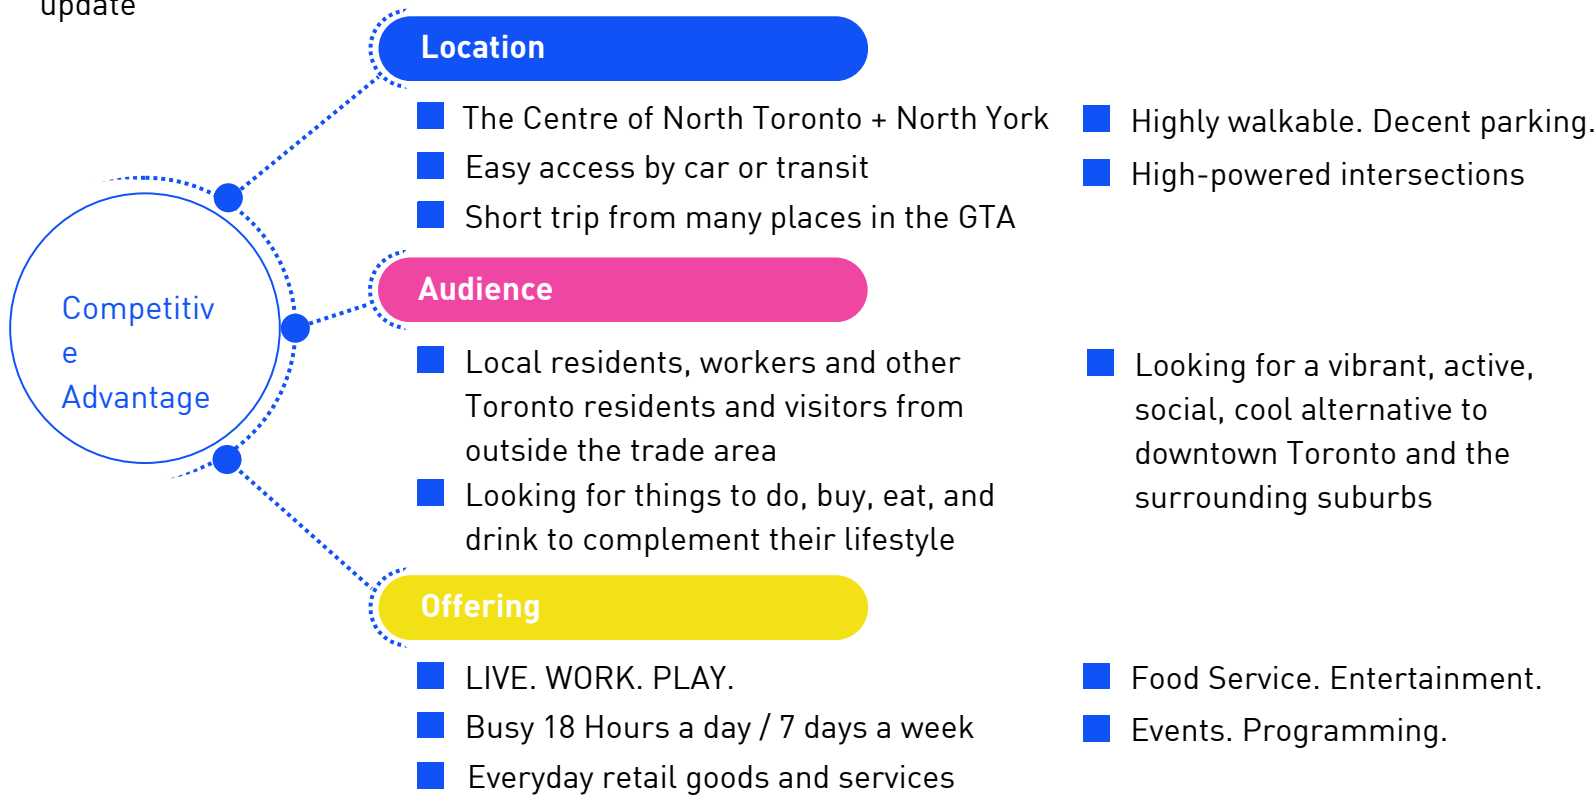 update
Location
The Centre of North Toronto + North York
Easy access by car or transit
Short trip from many places in the GTA
Highly walkable. Decent parking.
High-powered intersections
Competitiv
e
Advantage
Audience
Local residents, workers and other
Toronto residents and visitors from
outside the trade area
Looking for things to do, buy, eat, and
drink to complement their lifestyle
Looking for a vibrant, active,
social, cool alternative to
downtown Toronto and the
surrounding suburbs
Offering
LIVE. WORK. PLAY.
Busy 18 Hours a day / 7 days a week
Everyday retail goods and services
Food Service. Entertainment.
Events. Programming.